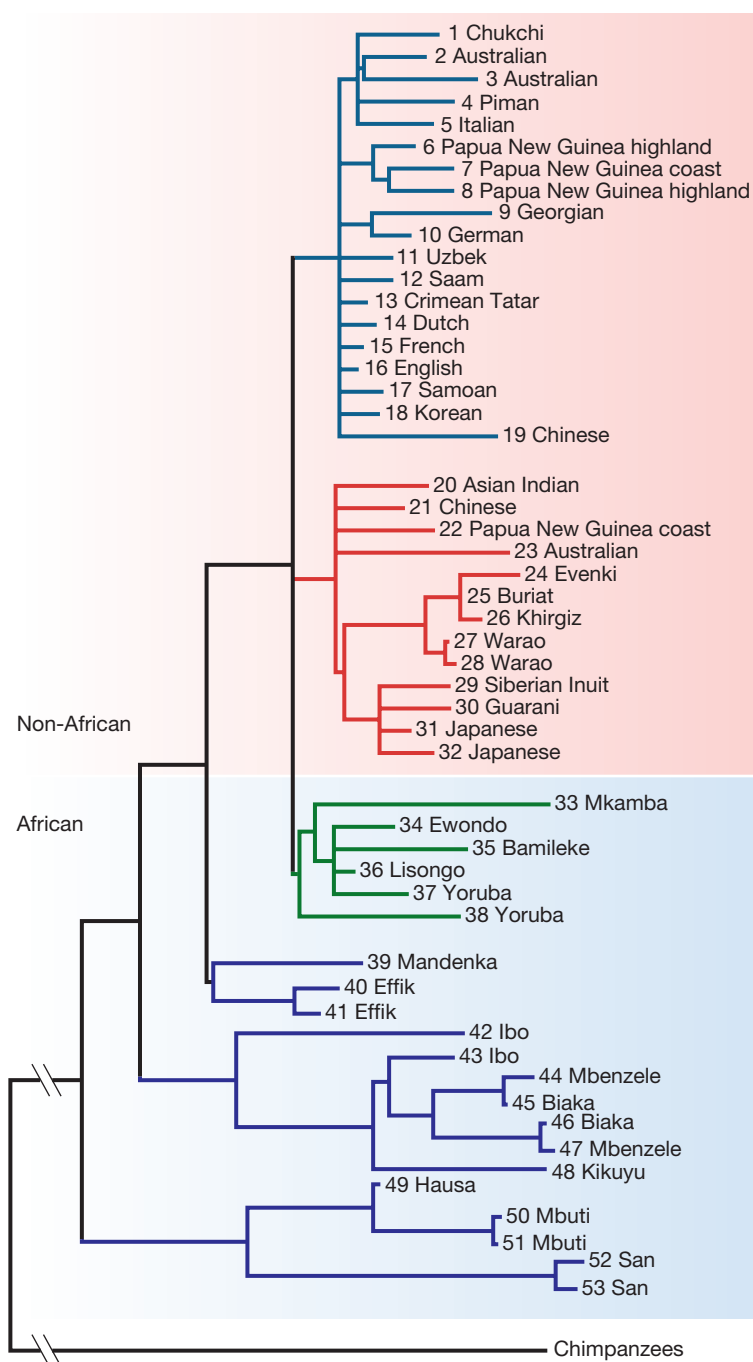 1 Chukchi
2 Australian
3 Australian
4 Piman
5 Italian
6 Papua New Guinea highland
7 Papua New Guinea coast
8 Papua New Guinea highland
9 Georgian
10 German
11 Uzbek
12 Saam
13 Crimean Tatar
14 Dutch
15 French
16 English
17 Samoan
18 Korean
19 Chinese
20 Asian Indian
21 Chinese
22 Papua New Guinea coast
23 Australian
24 Evenki
25 Buriat
26 Khirgiz
27 Warao
28 Warao
29 Siberian Inuit
30 Guarani
31 Japanese
32 Japanese
Non-African
African
33 Mkamba
34 Ewondo
35 Bamileke
36 Lisongo
37 Yoruba
38 Yoruba
39 Mandenka
40 Effik
41 Effik
42 Ibo
43 Ibo
44 Mbenzele
45 Biaka
46 Biaka
47 Mbenzele
48 Kikuyu
49 Hausa
50 Mbuti
51 Mbuti
52 San
53 San
Chimpanzees